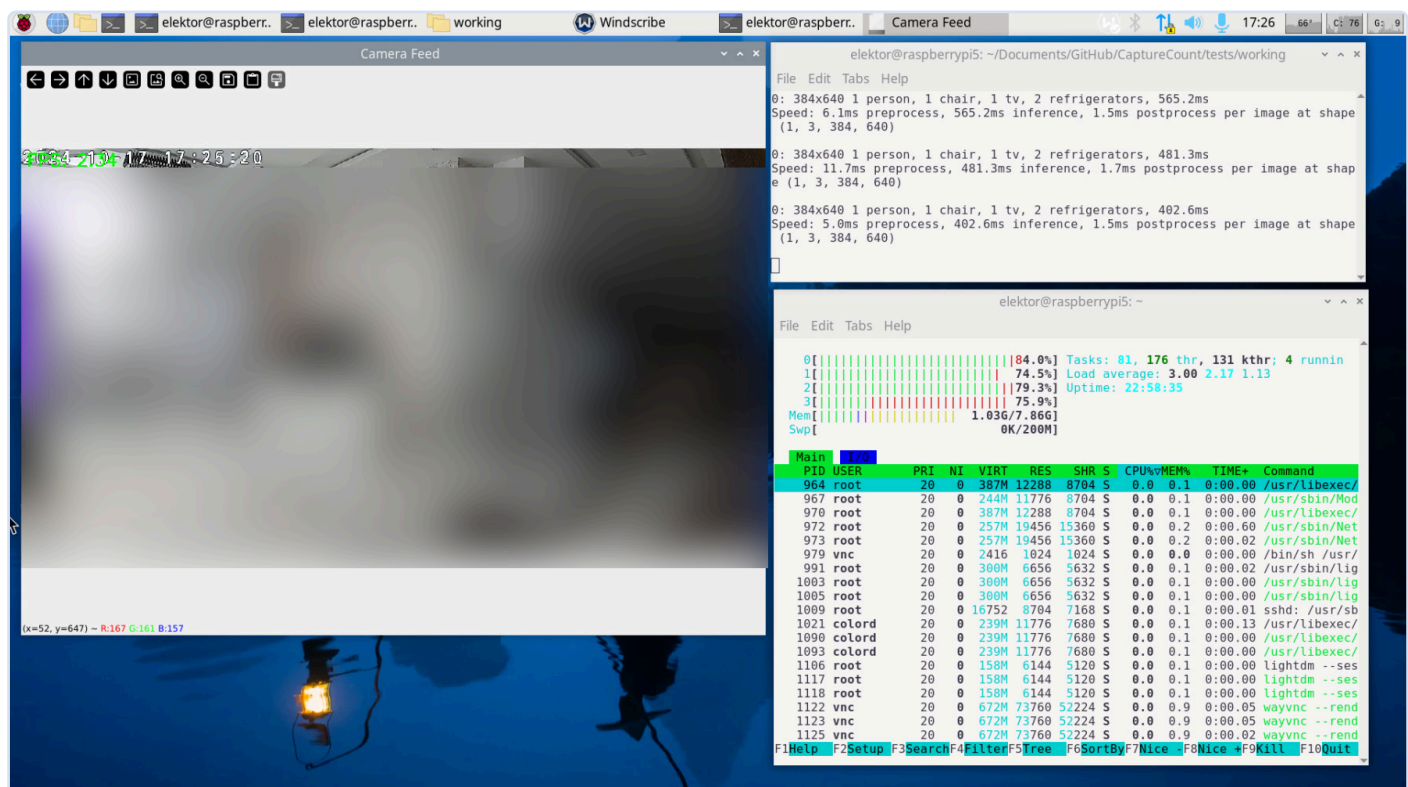 elektor@raspberr.. elektor@raspberr.. working Windscribe elektor@raspberr.. Camera Feed 17:26 66° C: 76 G: 9
Camera Feed
2024-10-17 17:25:20
FPS: 2.34
(x=52, y=647) ~ R:167 G:161 B:157
elektor@raspberrypi5: ~/Documents/GitHub/CaptureCount/tests/working
File Edit Tabs Help
0: 384x640 1 person, 1 chair, 1 tv, 2 refrigerators, 565.2ms
Speed: 6.1ms preprocess, 565.2ms inference, 1.5ms postprocess per image at shape
(1, 3, 384, 640)
0: 384x640 1 person, 1 chair, 1 tv, 2 refrigerators, 481.3ms
Speed: 11.7ms preprocess, 481.3ms inference, 1.7ms postprocess per image at shap
e (1, 3, 384, 640)
0: 384x640 1 person, 1 chair, 1 tv, 2 refrigerators, 402.6ms
Speed: 5.0ms preprocess, 402.6ms inference, 1.5ms postprocess per image at shape
(1, 3, 384, 640)
elektor@raspberrypi5: ~
File Edit Tabs Help
0[||||||||||||||||||||||||||84.0%] Tasks: 81, 176 thr, 131 kthr; 4 runnin
1[||||||||||||||||||||||| 74.5%] Load average: 3.00 2.17 1.13
2[|||||||||||||||||||||||||79.3%] Uptime: 22:58:35
3[|||||||||||||||||||||||| 75.9%]
Mem[|||||||||||||||||| 1.03G/7.86G]
Swp[ 0K/200M]
Main I/O
PID USER PRI NI VIRT RES SHR S CPU%▽MEM% TIME+ Command
964 root 20 0 387M 12288 8704 S 0.0 0.1 0:00.00 /usr/libexec/
967 root 20 0 244M 11776 8704 S 0.0 0.1 0:00.00 /usr/sbin/Mod
970 root 20 0 387M 12288 8704 S 0.0 0.1 0:00.00 /usr/libexec/
972 root 20 0 257M 19456 15360 S 0.0 0.2 0:00.60 /usr/sbin/Net
973 root 20 0 257M 19456 15360 S 0.0 0.2 0:00.02 /usr/sbin/Net
979 vnc 20 0 2416 1024 1024 S 0.0 0.0 0:00.00 /bin/sh /usr/
991 root 20 0 300M 6656 5632 S 0.0 0.1 0:00.02 /usr/sbin/lig
1003 root 20 0 300M 6656 5632 S 0.0 0.1 0:00.00 /usr/sbin/lig
1005 root 20 0 300M 6656 5632 S 0.0 0.1 0:00.00 /usr/sbin/lig
1009 root 20 0 16752 8704 7168 S 0.0 0.1 0:00.01 sshd: /usr/sb
1021 colord 20 0 239M 11776 7680 S 0.0 0.1 0:00.13 /usr/libexec/
1090 colord 20 0 239M 11776 7680 S 0.0 0.1 0:00.00 /usr/libexec/
1093 colord 20 0 239M 11776 7680 S 0.0 0.1 0:00.00 /usr/libexec/
1106 root 20 0 158M 6144 5120 S 0.0 0.1 0:00.00 lightdm --ses
1117 root 20 0 158M 6144 5120 S 0.0 0.1 0:00.00 lightdm --ses
1118 root 20 0 158M 6144 5120 S 0.0 0.1 0:00.00 lightdm --ses
1122 vnc 20 0 672M 73760 52224 S 0.0 0.9 0:00.05 wayvnc --rend
1123 vnc 20 0 672M 73760 52224 S 0.0 0.9 0:00.05 wayvnc --rend
1125 vnc 20 0 672M 73760 52224 S 0.0 0.9 0:00.02 wayvnc --rend
F1Help F2Setup F3SearchF4FilterF5Tree F6SortByF7Nice -F8Nice +F9Kill F10Quit